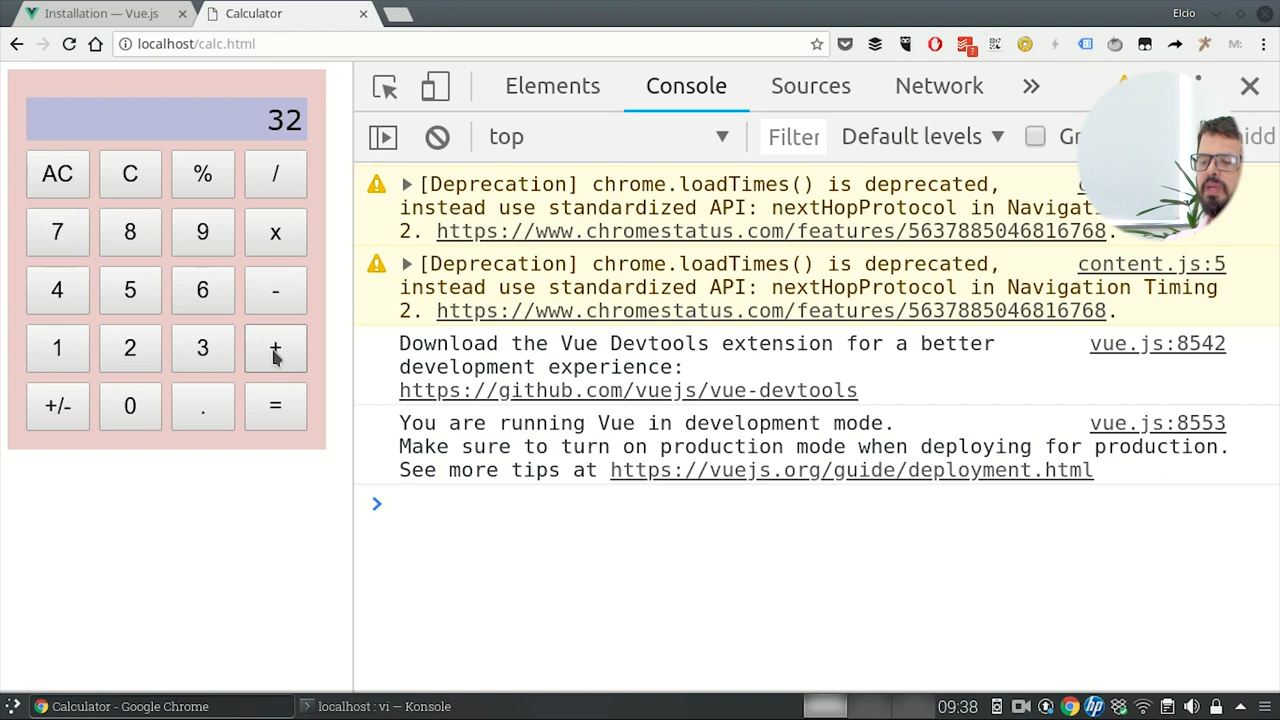 Installation — Vue.js
Calculator
Elcio
localhost/calc.html
?
M:
32
AC C % /
7 8 9 x
4 5 6 -
1 2 3 +
+/- 0 . =
Elements Console Sources Network »
top Filter Default levels
[Deprecation] chrome.loadTimes() is deprecated,
instead use standardized API: nextHopProtocol in
2. https://www.chromestatus.com/features/5637885046816768.
[Deprecation] chrome.loadTimes() is deprecated, content.js:5
instead use standardized API: nextHopProtocol in Navigation Timing
2. https://www.chromestatus.com/features/5637885046816768.
Download the Vue Devtools extension for a better vue.js:8542
development experience:
https://github.com/vuejs/vue-devtools
You are running Vue in development mode. vue.js:8553
Make sure to turn on production mode when deploying for production.
See more tips at https://vuejs.org/guide/deployment.html
Calculator - Google Chrome
localhost : vi — Konsole
09:38
hp